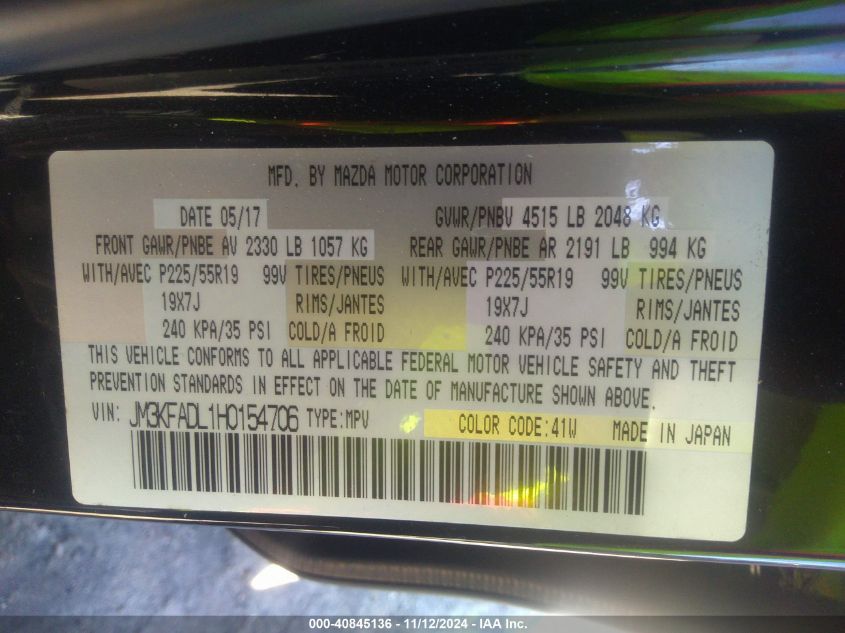 MFD. BY MAZDA MOTOR CORPORATION
DATE 05/17 GVWR/PNBV 4515 LB 2048 KG
FRONT GAWR/PNBE AV 2330 LB 1057 KG REAR GAWR/PNBE AR 2191 LB 994 KG
WITH/AVEC P225/55R19 99V TIRES/PNEUS WITH/AVEC P225/55R19 99V TIRES/PNEUS
19X7J RIMS/JANTES 19X7J RIMS/JANTES
240 KPA/35 PSI COLD/A FROID 240 KPA/35 PSI COLD/A FROID
THIS VEHICLE CONFORMS TO ALL APPLICABLE FEDERAL MOTOR VEHICLE SAFETY AND THEFT
PREVENTION STANDARDS IN EFFECT ON THE DATE OF MANUFACTURE SHOWN ABOVE.
VIN: JM3KFADL1H0154706 TYPE:MPV COLOR CODE:41W MADE IN JAPAN
000-40845136 - 11/12/2024 - IAA Inc.